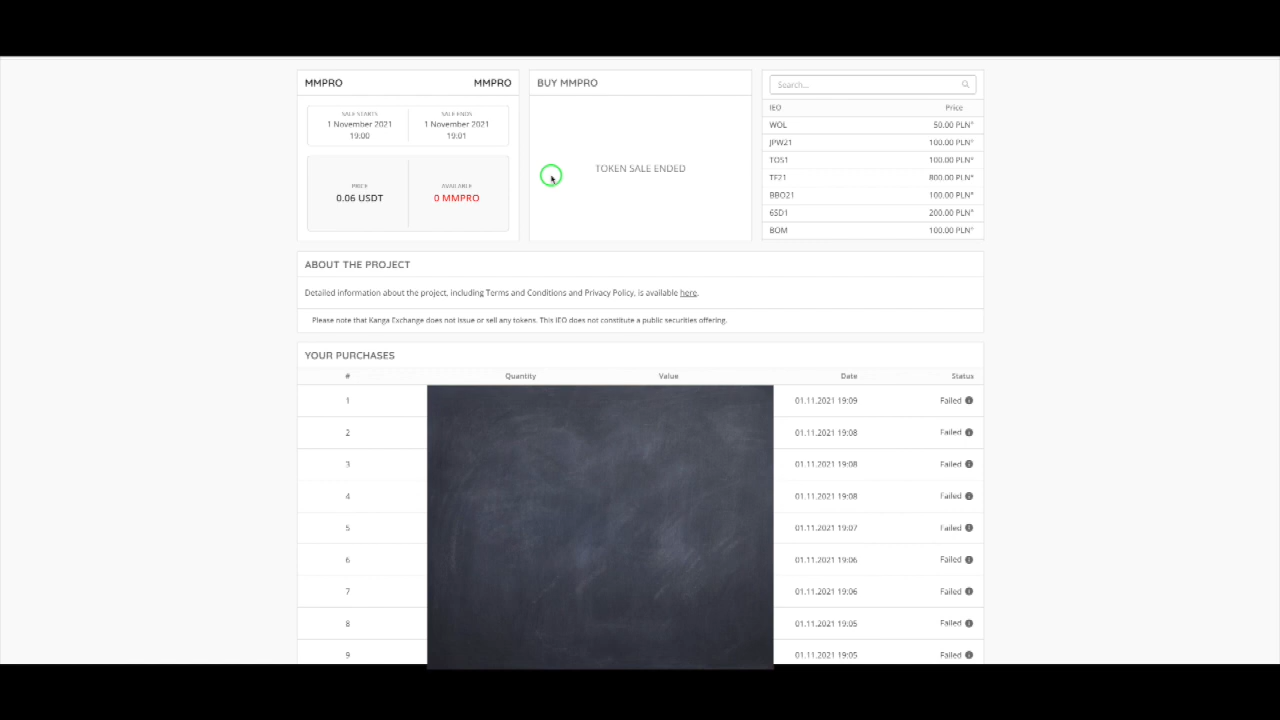 MMPRO MMPRO
SALE STARTS SALE ENDS
1 November 2021 1 November 2021
19:00 19:01
PRICE AVAILABLE
0.06 USDT 0 MMPRO
BUY MMPRO
TOKEN SALE ENDED
Search...
IEO Price
WOL 50.00 PLN*
JPW21 100.00 PLN*
TOS1 100.00 PLN*
TF21 800.00 PLN*
BBO21 100.00 PLN*
6SD1 200.00 PLN*
BOM 100.00 PLN*
ABOUT THE PROJECT
Detailed information about the project, including Terms and Conditions and Privacy Policy, is available here.
Please note that Kanga Exchange does not issue or sell any tokens. This IEO does not constitute a public securities offering.
YOUR PURCHASES
# Quantity Value Date Status
1 01.11.2021 19:09 Failed
2 01.11.2021 19:08 Failed
3 01.11.2021 19:08 Failed
4 01.11.2021 19:08 Failed
5 01.11.2021 19:07 Failed
6 01.11.2021 19:06 Failed
7 01.11.2021 19:06 Failed
8 01.11.2021 19:05 Failed
9 01.11.2021 19:05 Failed